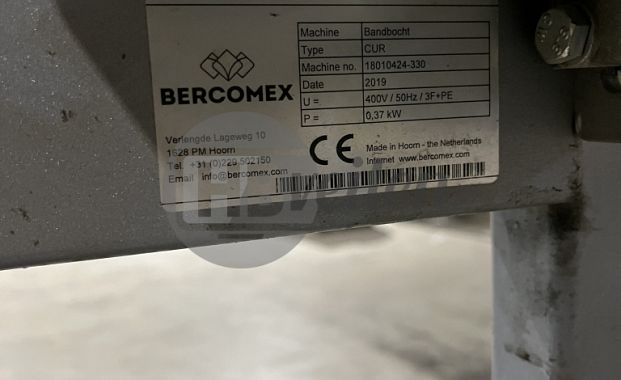 BERCOMEX
Machine Bandbocht
Type CUR
Machine no. 18010424-330
Date 2019
U = 400V / 50Hz / 3F+PE
P = 0,37 kW
Verlengde Lageweg 10
1628 PM Hoorn
Tel. +31 (0)229 502150
Email info@bercomex.com
CE
Made in Hoorn - the Netherlands
Internet www.bercomex.com